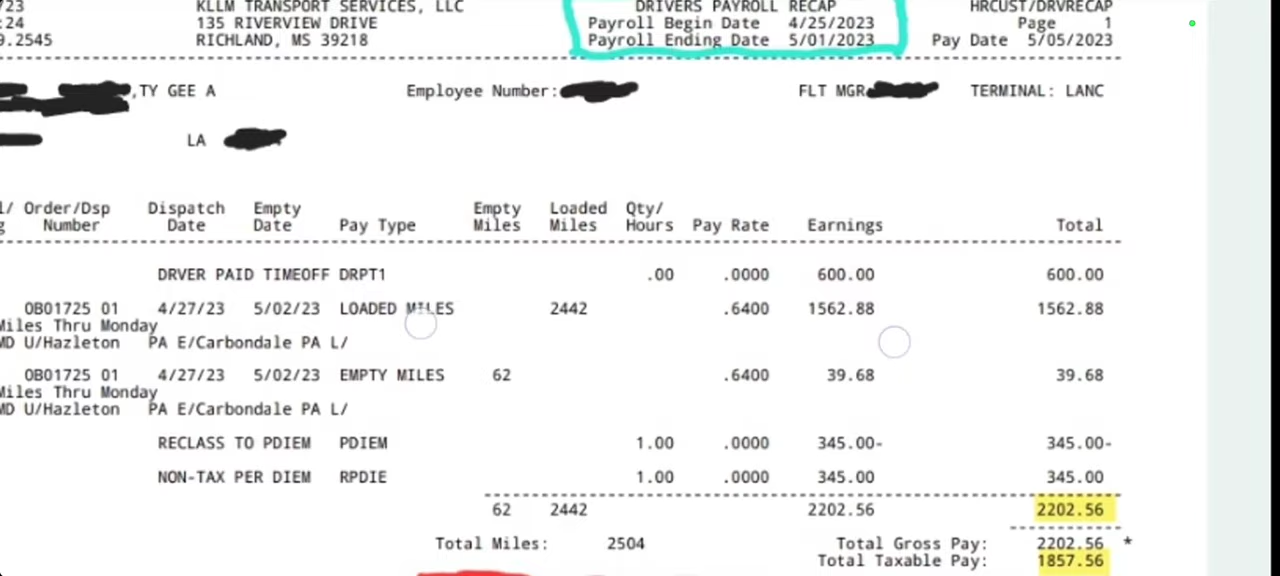 /23 KLLM TRANSPORT SERVICES, LLC DRIVERS PAYROLL RECAP HRCUST/DRVRECAP
:24 135 RIVERVIEW DRIVE Payroll Begin Date 4/25/2023 Page 1
9.2545 RICHLAND, MS 39218 Payroll Ending Date 5/01/2023 Pay Date 5/05/2023
,TY GEE A Employee Number: FLT MGR TERMINAL: LANC
LA
l/ Order/Dsp Dispatch Empty Empty Loaded Qty/
g Number Date Date Pay Type Miles Miles Hours Pay Rate Earnings Total
DRVER PAID TIMEOFF DRPT1 .00 .0000 600.00 600.00
OB01725 01 4/27/23 5/02/23 LOADED MILES 2442 .6400 1562.88 1562.88
Miles Thru Monday
MD U/Hazleton PA E/Carbondale PA L/
OB01725 01 4/27/23 5/02/23 EMPTY MILES 62 .6400 39.68 39.68
Miles Thru Monday
MD U/Hazleton PA E/Carbondale PA L/
RECLASS TO PDIEM PDIEM 1.00 .0000 345.00- 345.00-
NON-TAX PER DIEM RPDIE 1.00 .0000 345.00 345.00
62 2442 2202.56 2202.56
Total Miles: 2504 Total Gross Pay: 2202.56 *
Total Taxable Pay: 1857.56